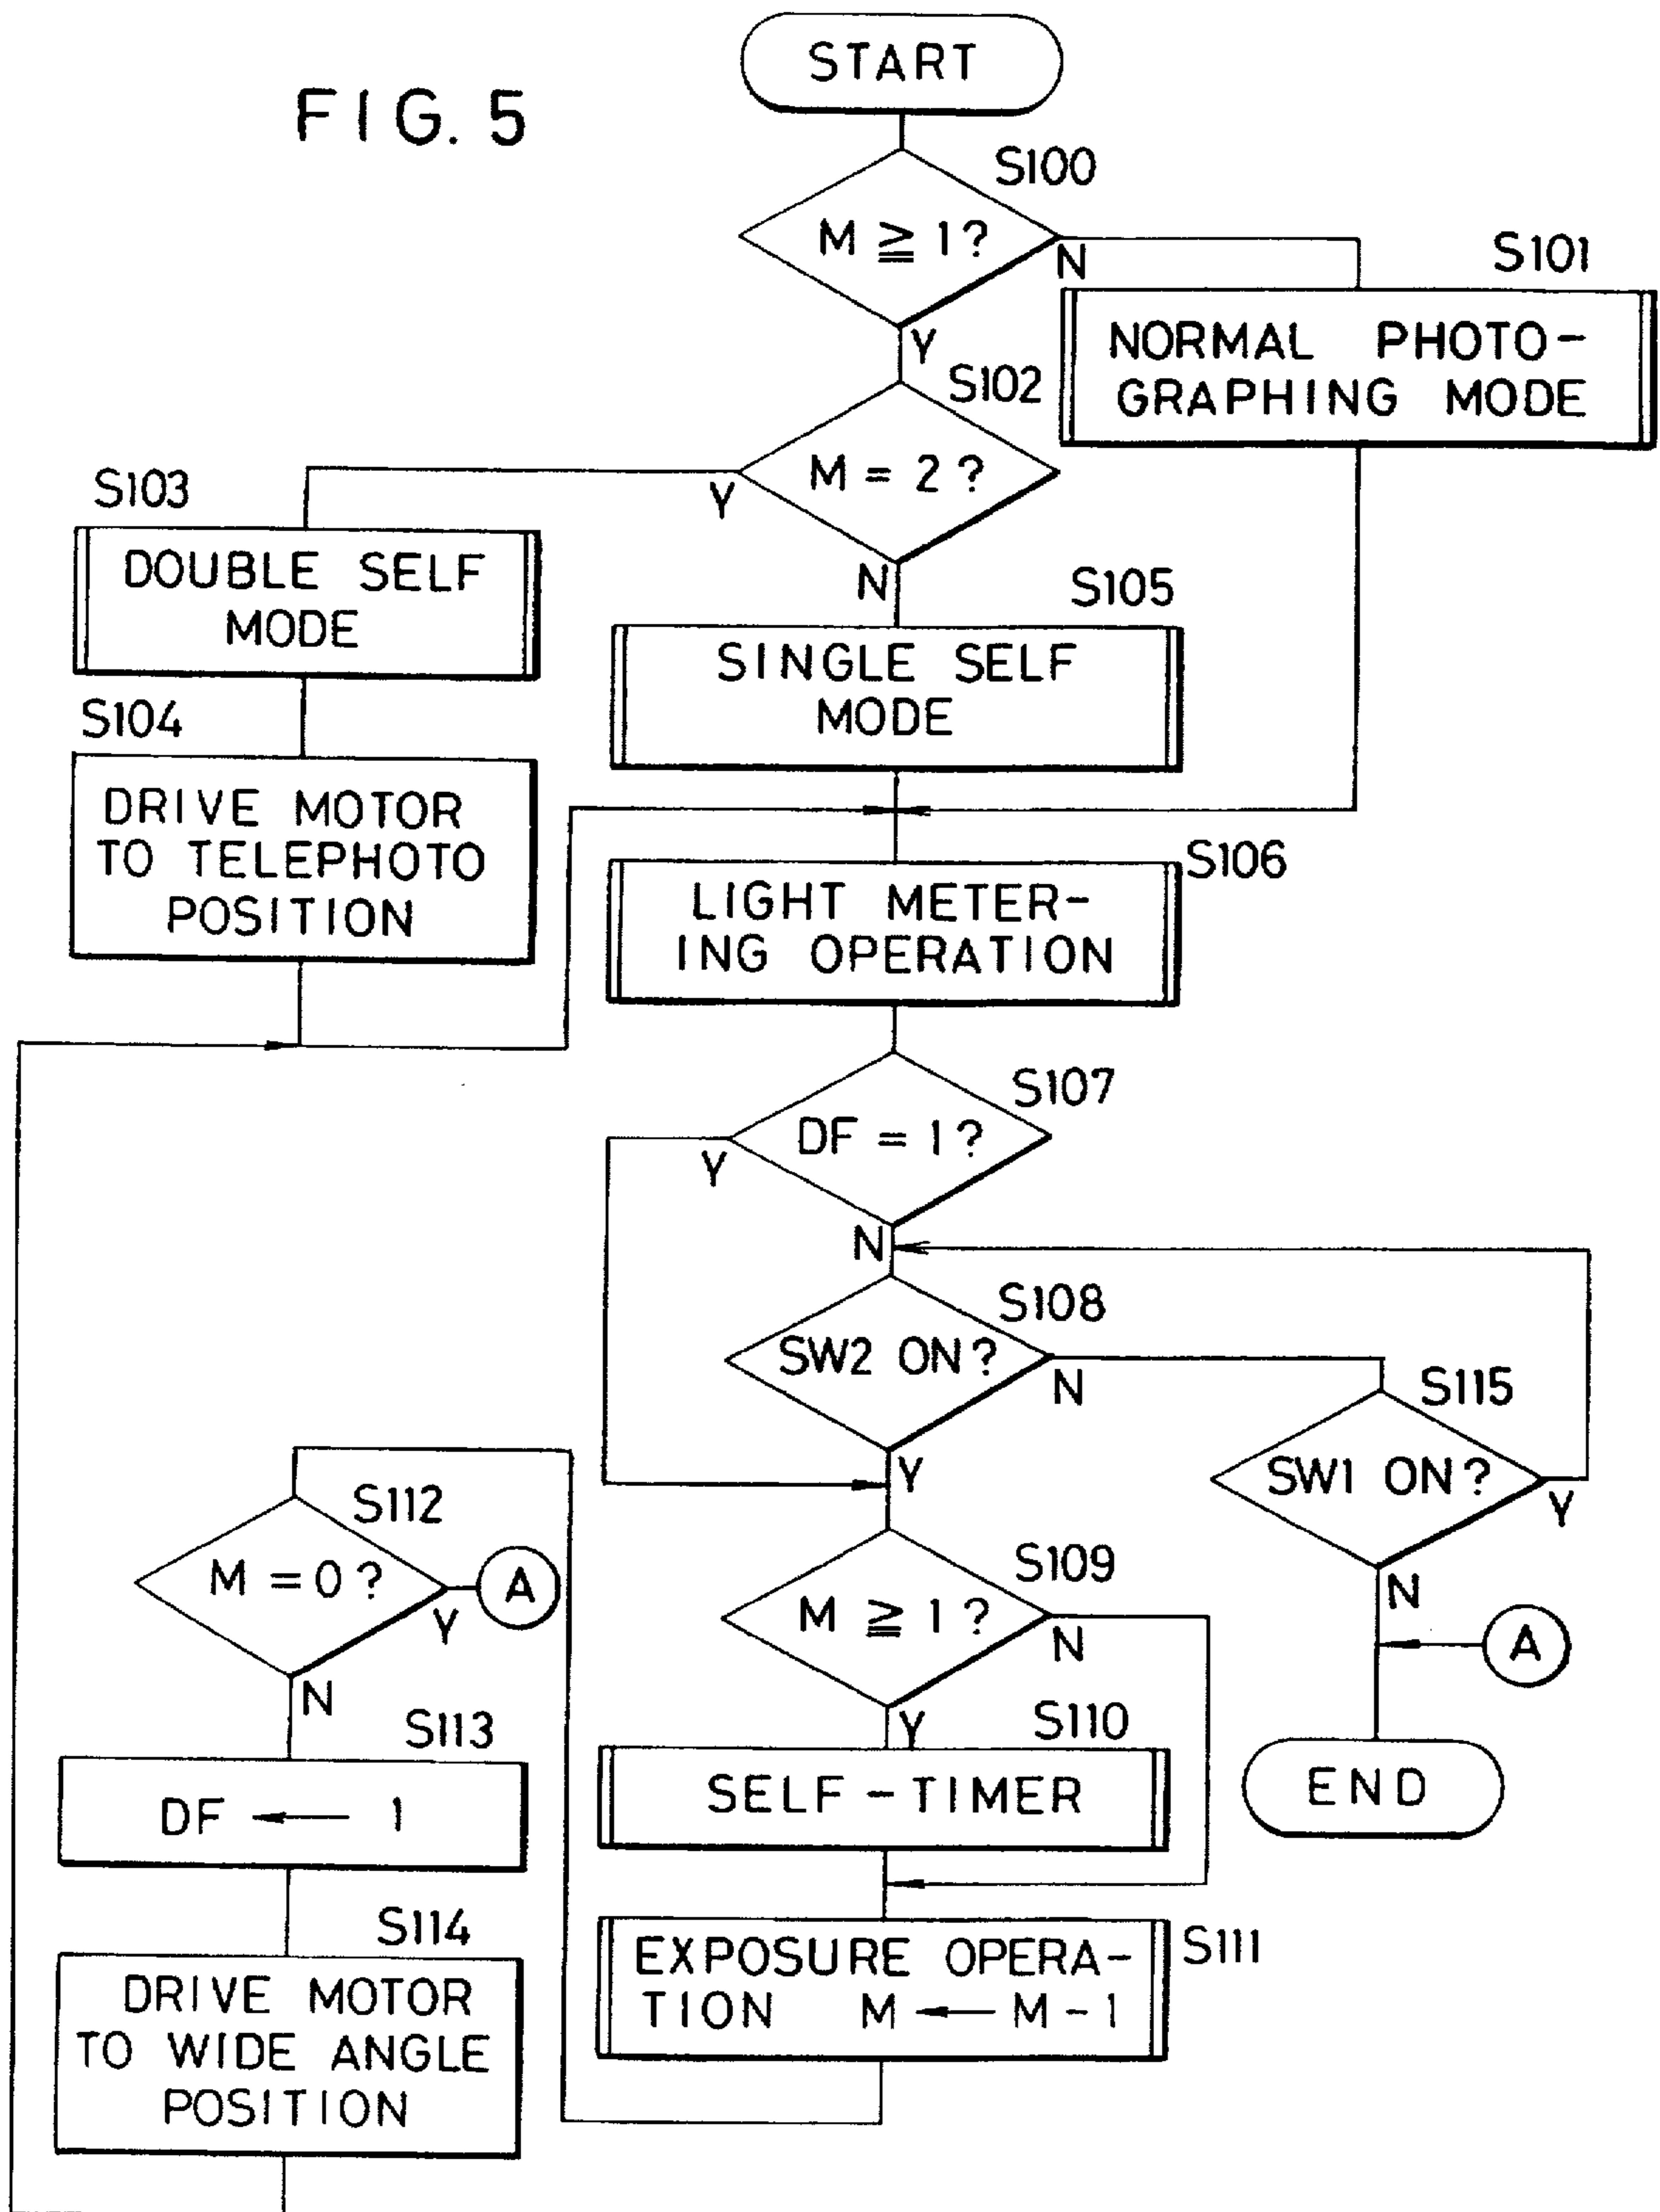 FIG. 5
START
S100
M ≧ 1?
N
Y
S101
NORMAL PHOTO-
GRAPHING MODE
S102
M = 2?
Y
N
S103
DOUBLE SELF
MODE
S104
DRIVE MOTOR
TO TELEPHOTO
POSITION
S105
SINGLE SELF
MODE
S106
LIGHT METER-
ING OPERATION
S107
DF = 1?
Y
N
S108
SW2 ON?
N
Y
S115
SW1 ON?
Y
N
A
END
S109
M ≧ 1?
N
Y
S110
SELF-TIMER
S111
EXPOSURE OPERA-
TION M ← M-1
S112
M = 0?
Y
A
N
S113
DF ← 1
S114
DRIVE MOTOR
TO WIDE ANGLE
POSITION